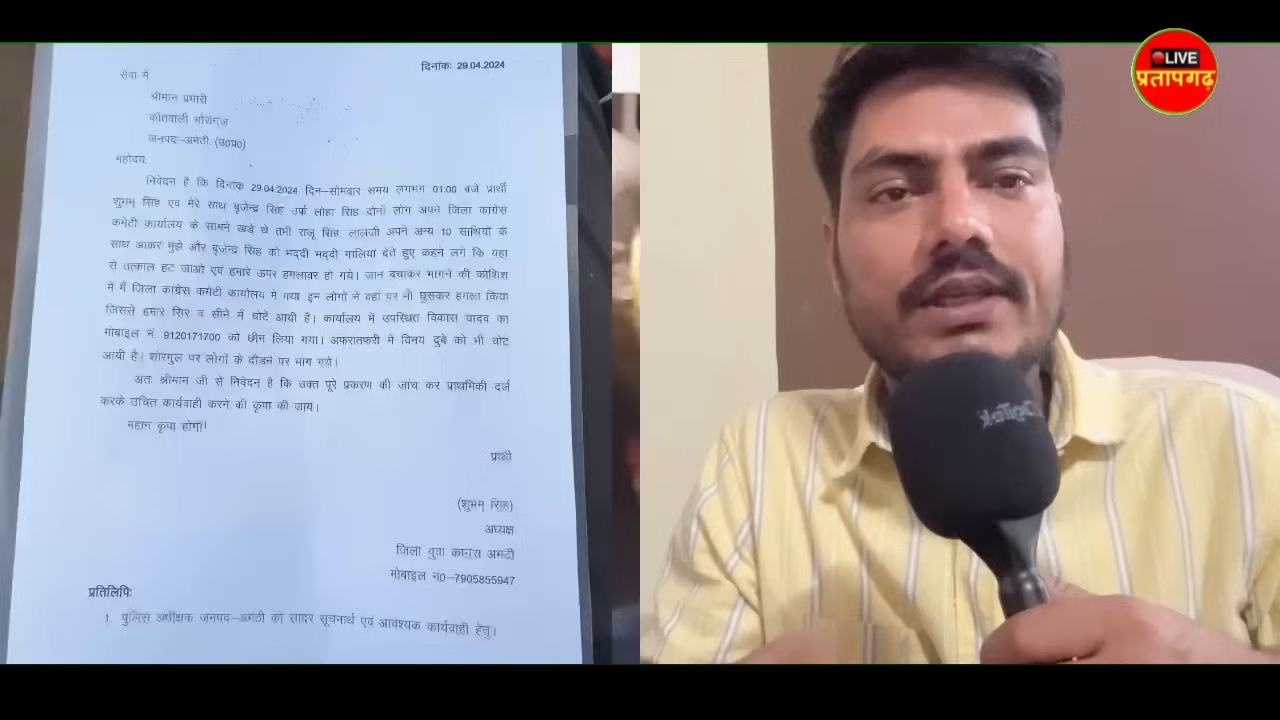 दिनांकः 29.04.2024
सेवा में,
श्रीमान प्रभारी
कोतवाली गौरीगंज
जनपद–अमेठी (उ0प्र0)
महोदय,
निवेदन है कि दिनांक 29.04.2024 दिन–सोमवार समय लगभग 01:00 बजे प्रार्थी
शुभम् सिंह एवं मेरे साथ बृजेन्द्र सिंह उर्फ लोहा सिंह दोनों लोग अपने जिला कांग्रेस
कमेटी कार्यालय के सामने खड़े थे तभी राजू सिंह, लालजी अपने अन्य 10 साथियों के
साथ आकर मुझे और बृजेन्द्र सिंह को भद्दी भद्दी गालियां देते हुए कहने लगे कि यहां
से तत्काल हट जाओ एवं हमारे ऊपर हमलावर हो गये। जान बचाकर भागने की कोशिश
में मैं जिला कांग्रेस कमेटी कार्यालय में गया इन लोगों ने वहां पर भी घुसकर हमला किया
जिससे हमारे सिर व सीने में चोटें आयी है। कार्यालय में उपस्थित विकास यादव का
मोबाइल नं. 9120171700 को छीन लिया गया। अफरातफरी में विनय दुबे को भी चोट
आयी है। शोरगुल पर लोगों के दौड़ने पर भाग गये।
अतः श्रीमान जी से निवेदन है कि उक्त पूरे प्रकरण की जांच कर प्राथमिकी दर्ज
करके उचित कार्यवाही करने की कृपा की जाय।
महान कृपा होगी।
प्रार्थी
(शुभम् सिंह)
अध्यक्ष
जिला युवा कांग्रेस अमेठी
मोबाइल नं0–7905855947
प्रतिलिपिः
1. पुलिस अधीक्षक जनपद–अमेठी को सादर सूचनार्थ एवं आवश्यक कार्यवाही हेतु।
LIVE
प्रतापगढ़
DigiTek